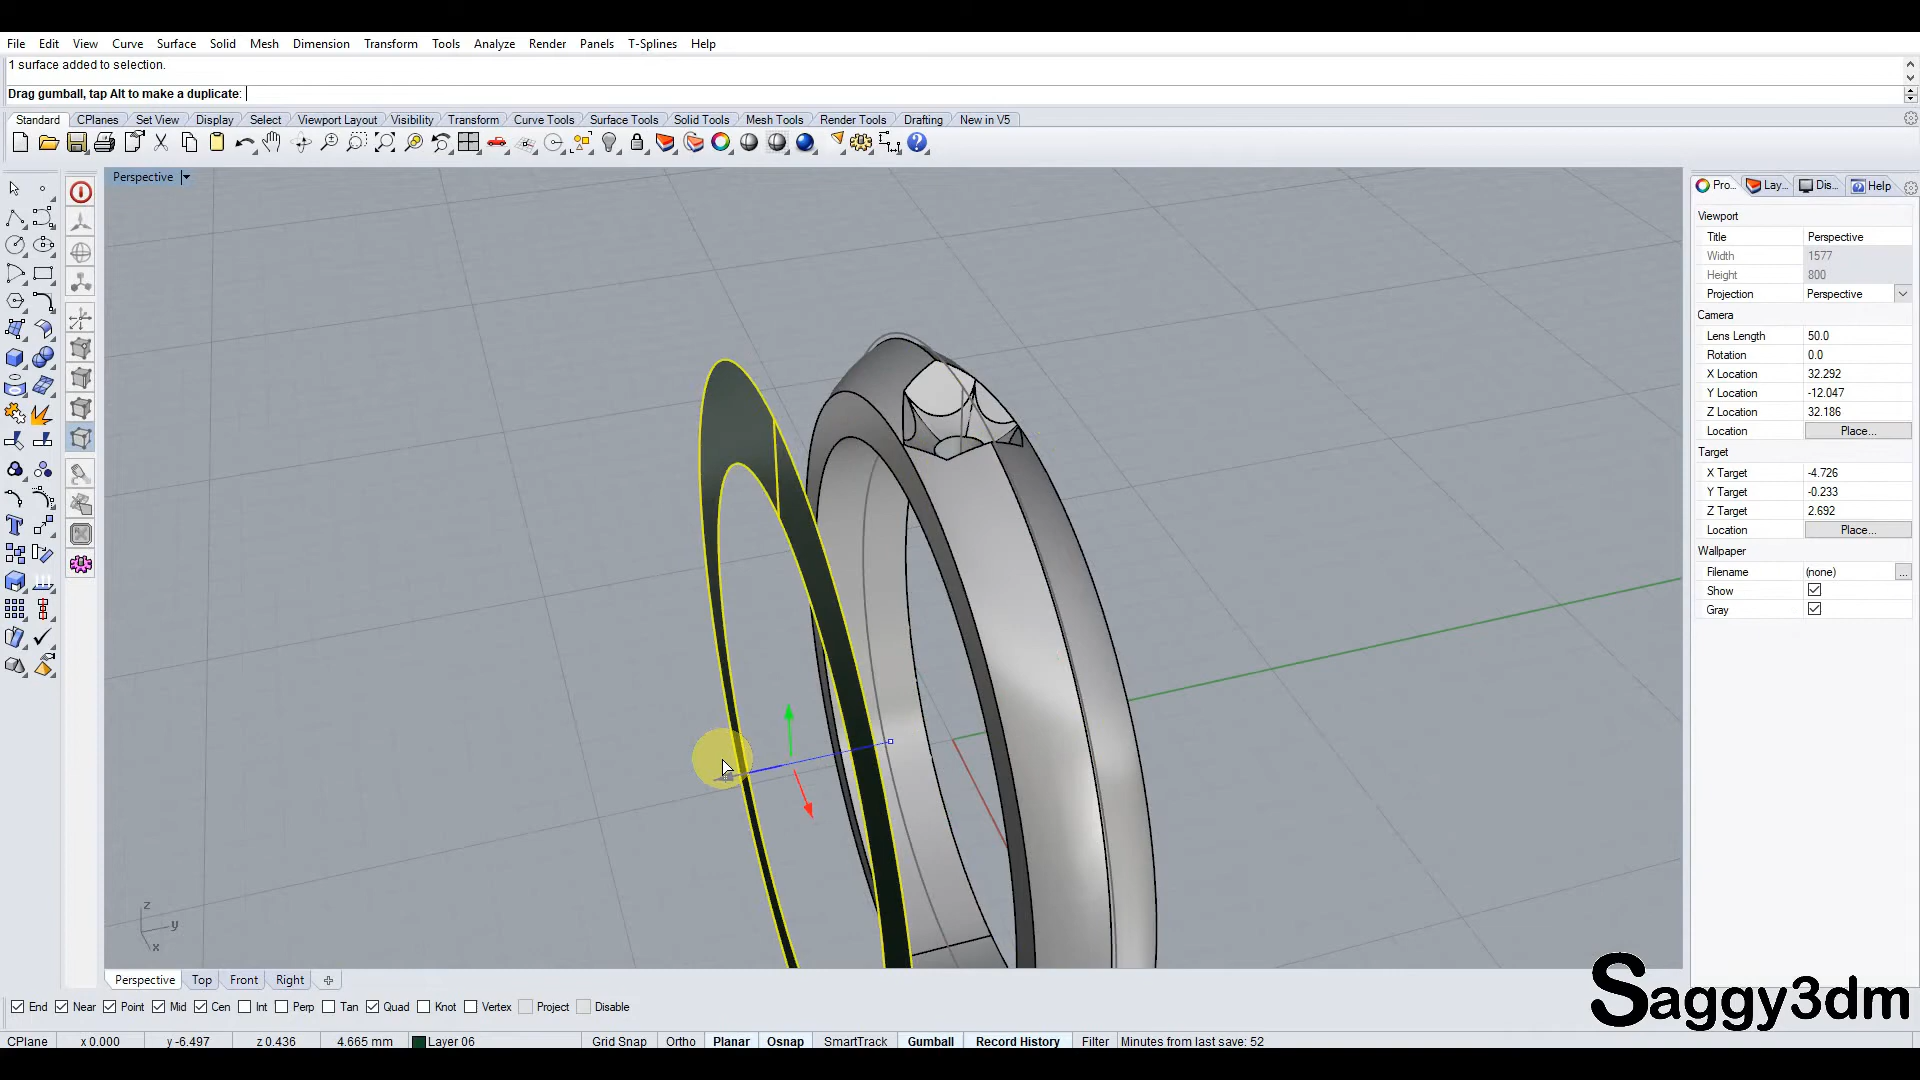 File Edit View Curve Surface Solid Mesh Dimension Transform Tools Analyze Render Panels T-Splines Help
1 surface added to selection.
Drag gumball, tap Alt to make a duplicate:
Standard CPlanes Set View Display Select Viewport Layout Visibility Transform Curve Tools Surface Tools Solid Tools Mesh Tools Render Tools Drafting New in V5
Perspective
Pro... Lay... Dis... Help
Viewport
Title Perspective
Width 1577
Height 800
Projection Perspective
Camera
Lens Length 50.0
Rotation 0.0
X Location 32.292
Y Location -12.047
Z Location 32.186
Location Place...
Target
X Target -4.726
Y Target -0.233
Z Target 2.692
Location Place...
Wallpaper
Filename (none) ...
Show
Gray
z
y
x
Perspective Top Front Right
End Near Point Mid Cen Int Perp Tan Quad Knot Vertex Project Disable
CPlane x 0.000 y -6.497 z 0.436 4.665 mm Layer 06 Grid Snap Ortho Planar Osnap SmartTrack Gumball Record History Filter Minutes from last save: 52
Saggy3dm